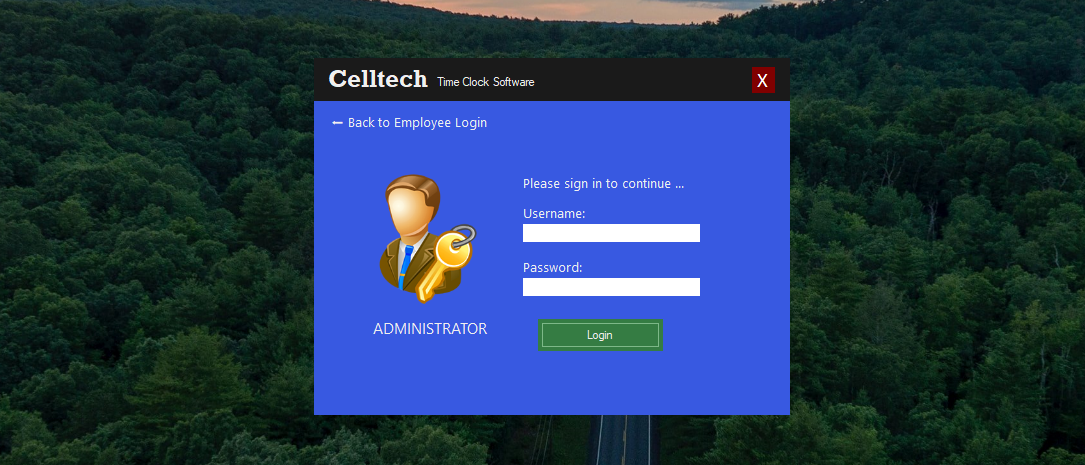 Celltech Time Clock Software X
← Back to Employee Login
Please sign in to continue ...
Username:
Password:
ADMINISTRATOR
Login